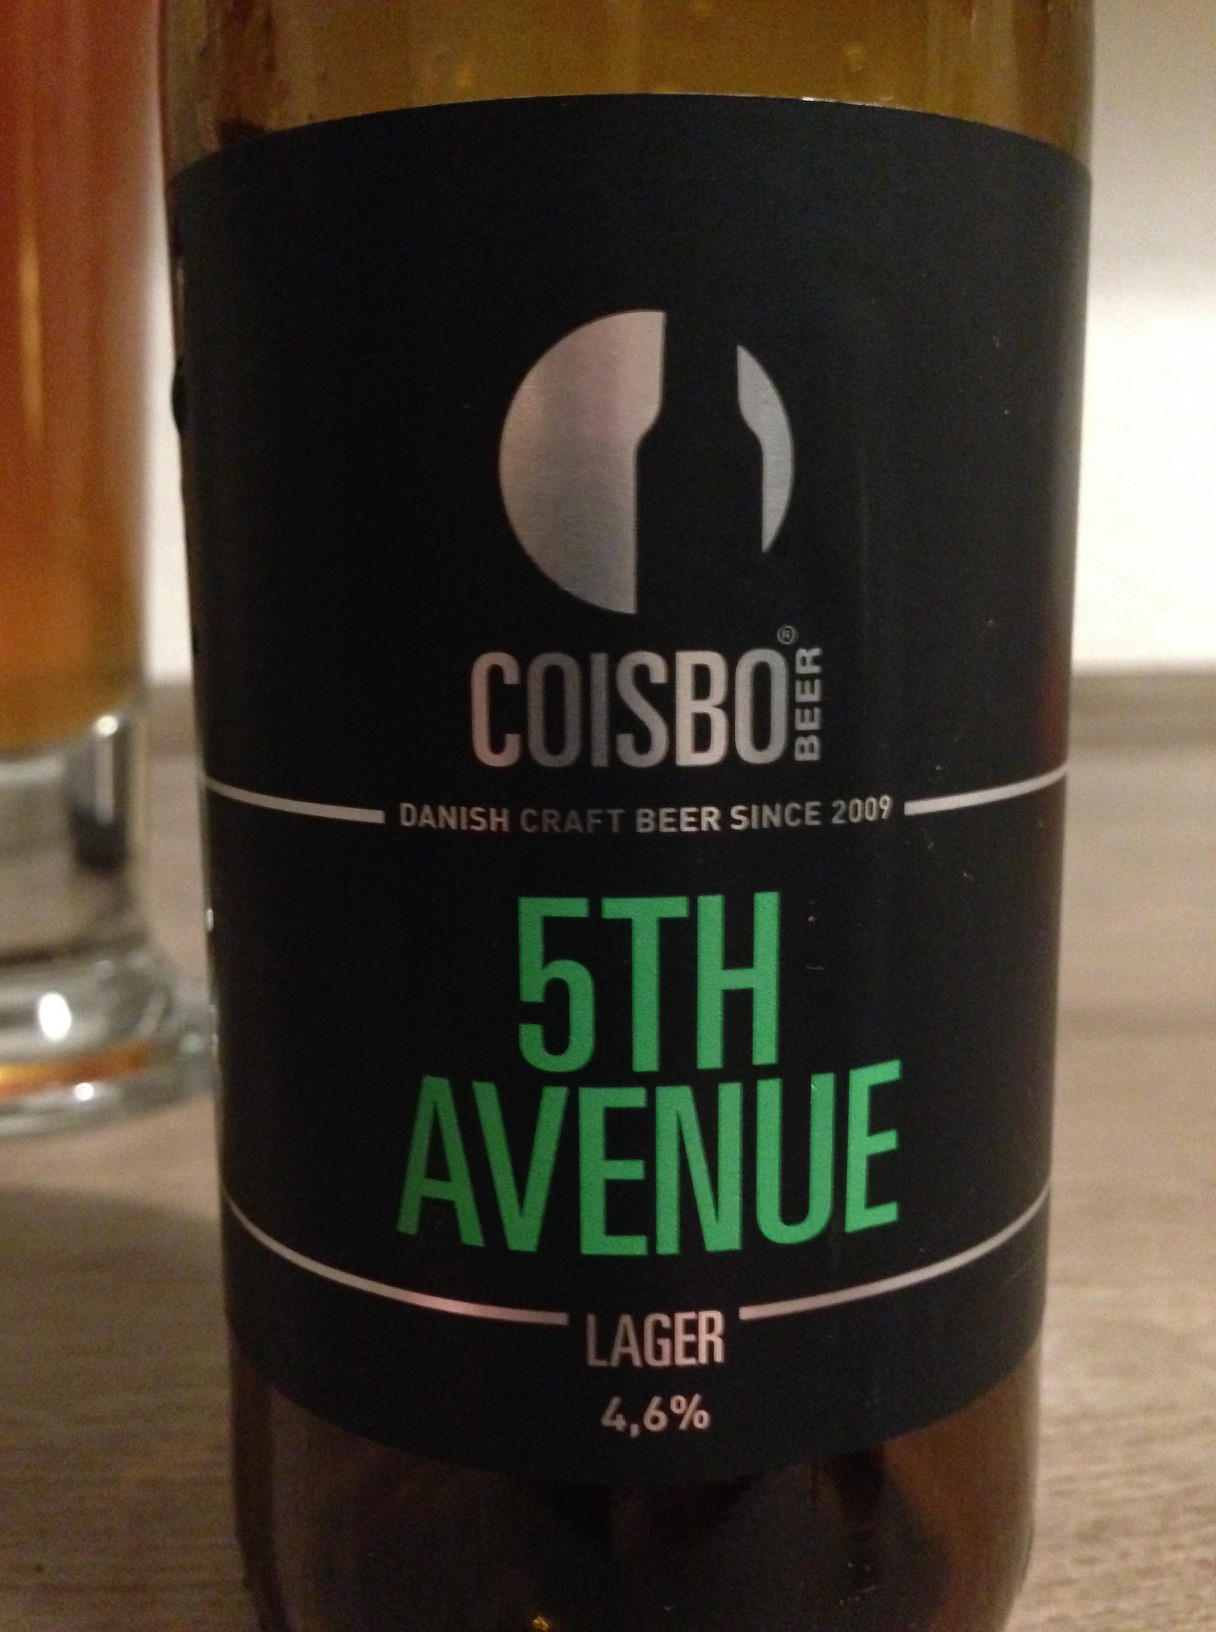 COISBO® BEER
DANISH CRAFT BEER SINCE 2009
5TH
AVENUE
LAGER
4,6%